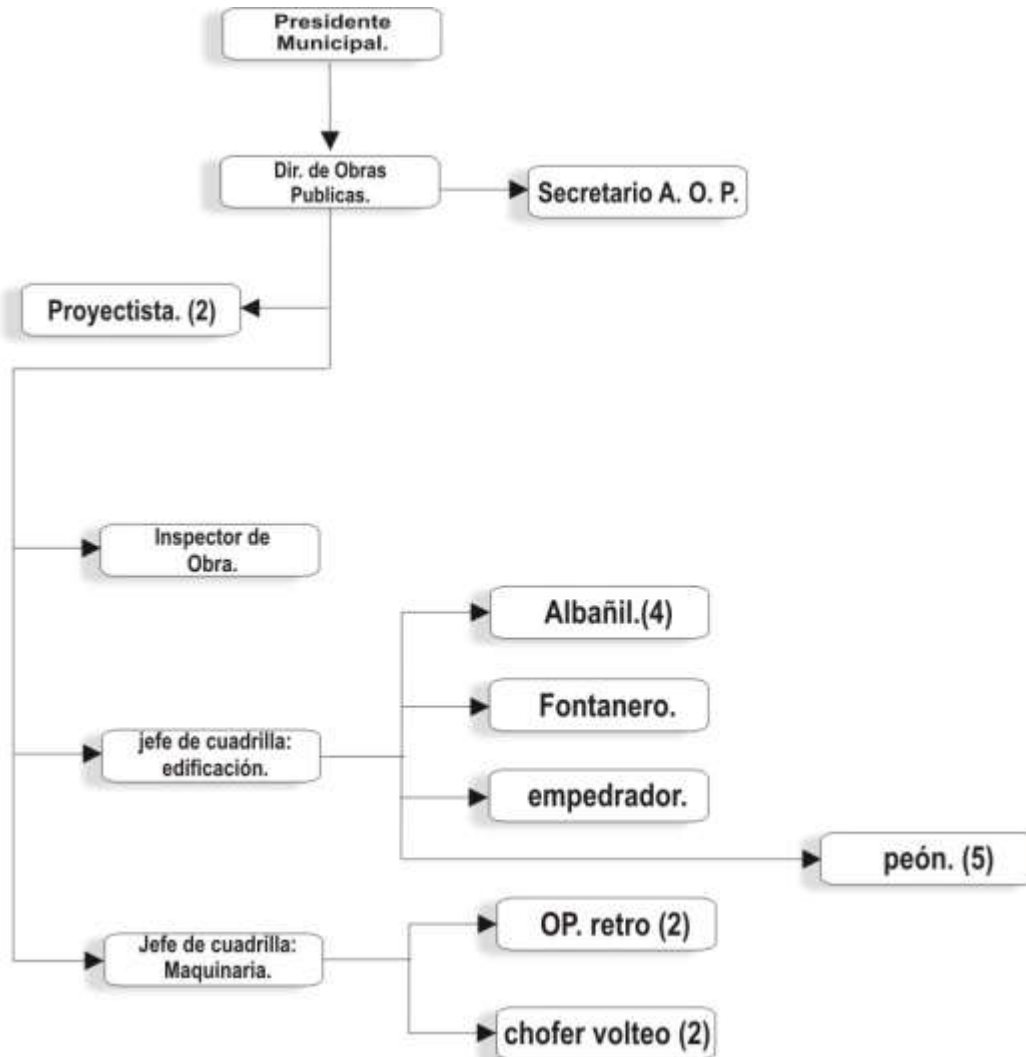 Presidente
Municipal.
Dir. de Obras
Publicas.
Secretario A. O. P.
Proyectista. (2)
Inspector de
Obra.
Albañil.(4)
Fontanero.
jefe de cuadrilla:
edificación.
empedrador.
peón. (5)
OP. retro (2)
Jefe de cuadrilla:
Maquinaria.
chofer volteo (2)